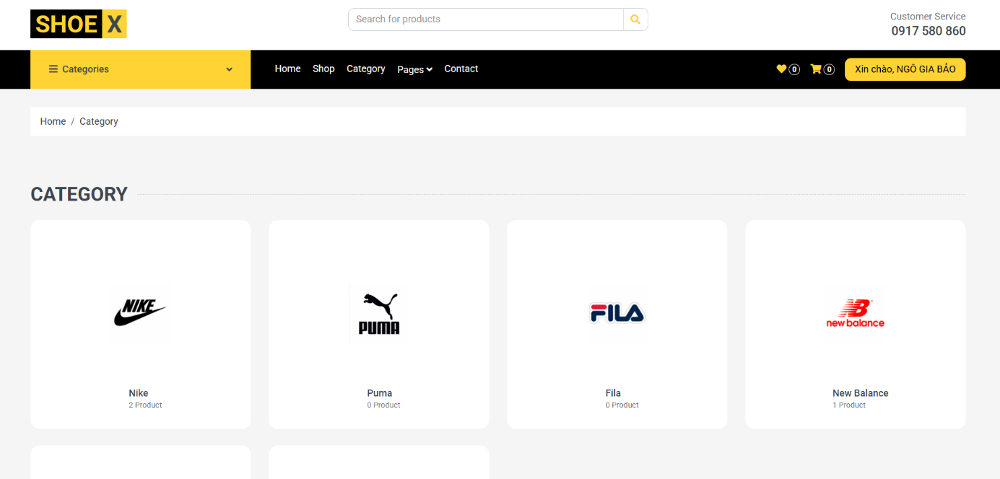 SHOE X
Search for products
Customer Service
0917 580 860
Categories
Home Shop Category Pages Contact
0 0 Xin chào, NGÔ GIA BẢO
Home / Category
CATEGORY
NIKE
PUMA
FILA
NB
new balance
Nike
2 Product
Puma
0 Product
Fila
0 Product
New Balance
1 Product